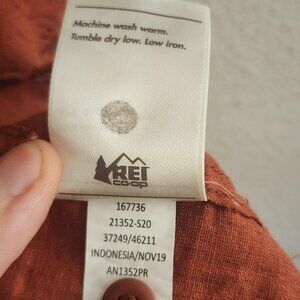 Machine wash warm.
Tumble dry low. Low iron.
REI
CO-OP
167736
21352-S20
37249/46211
INDONESIA/NOV19
AN1352PR